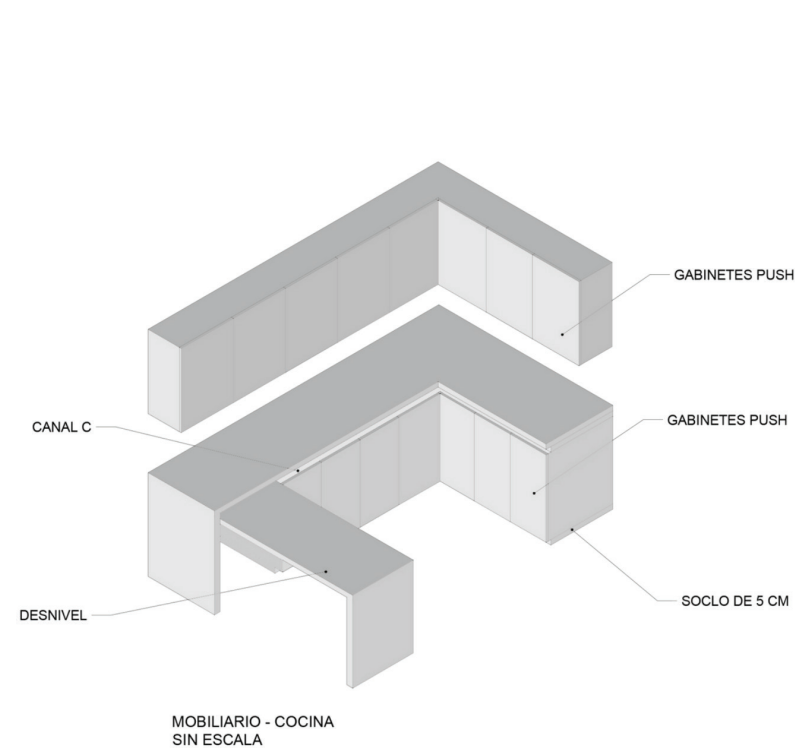 GABINETES PUSH
GABINETES PUSH
CANAL C
SOCLO DE 5 CM
DESNIVEL
MOBILIARIO - COCINA
SIN ESCALA